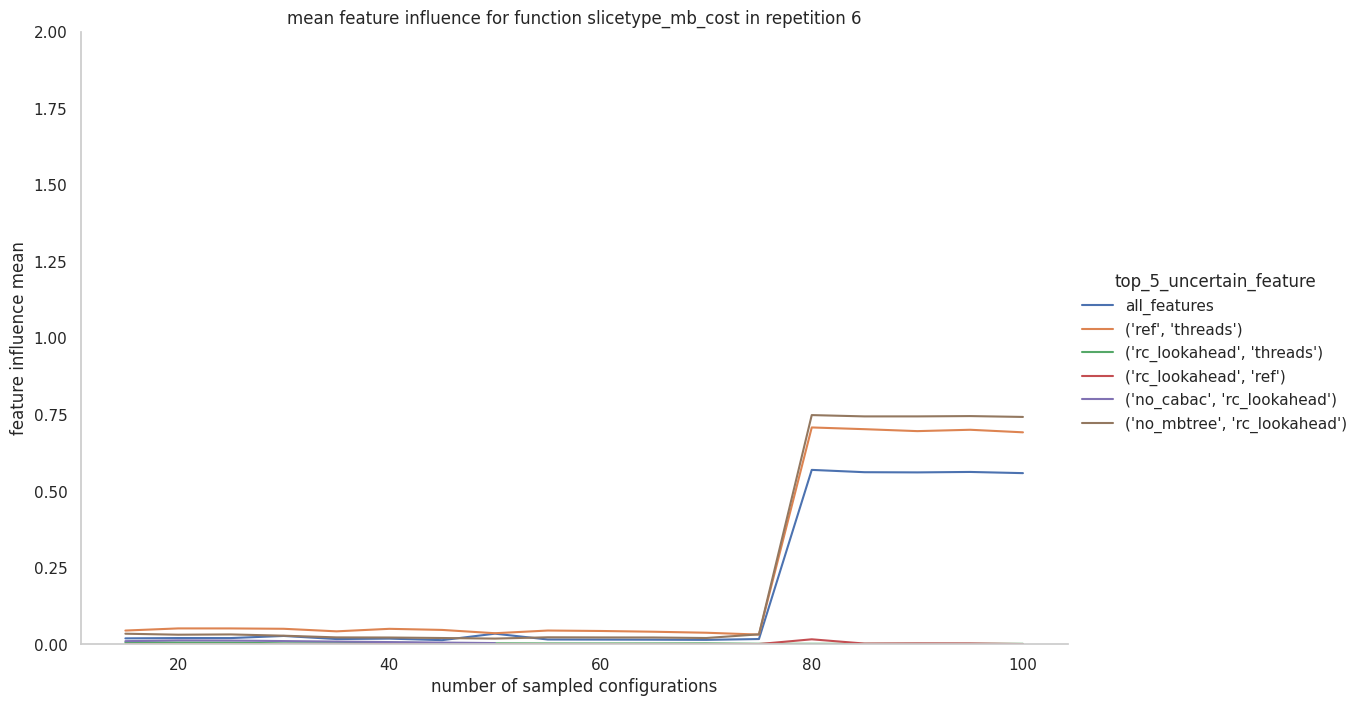 mean feature influence for function slicetype_mb_cost in repetition 6
2.00
1.75
1.50
1.25
1.00
0.75
0.50
0.25
0.00
feature influence mean
20
40
60
80
100
number of sampled configurations
top_5_uncertain_feature
all_features
('ref', 'threads')
('rc_lookahead', 'threads')
('rc_lookahead', 'ref')
('no_cabac', 'rc_lookahead')
('no_mbtree', 'rc_lookahead')